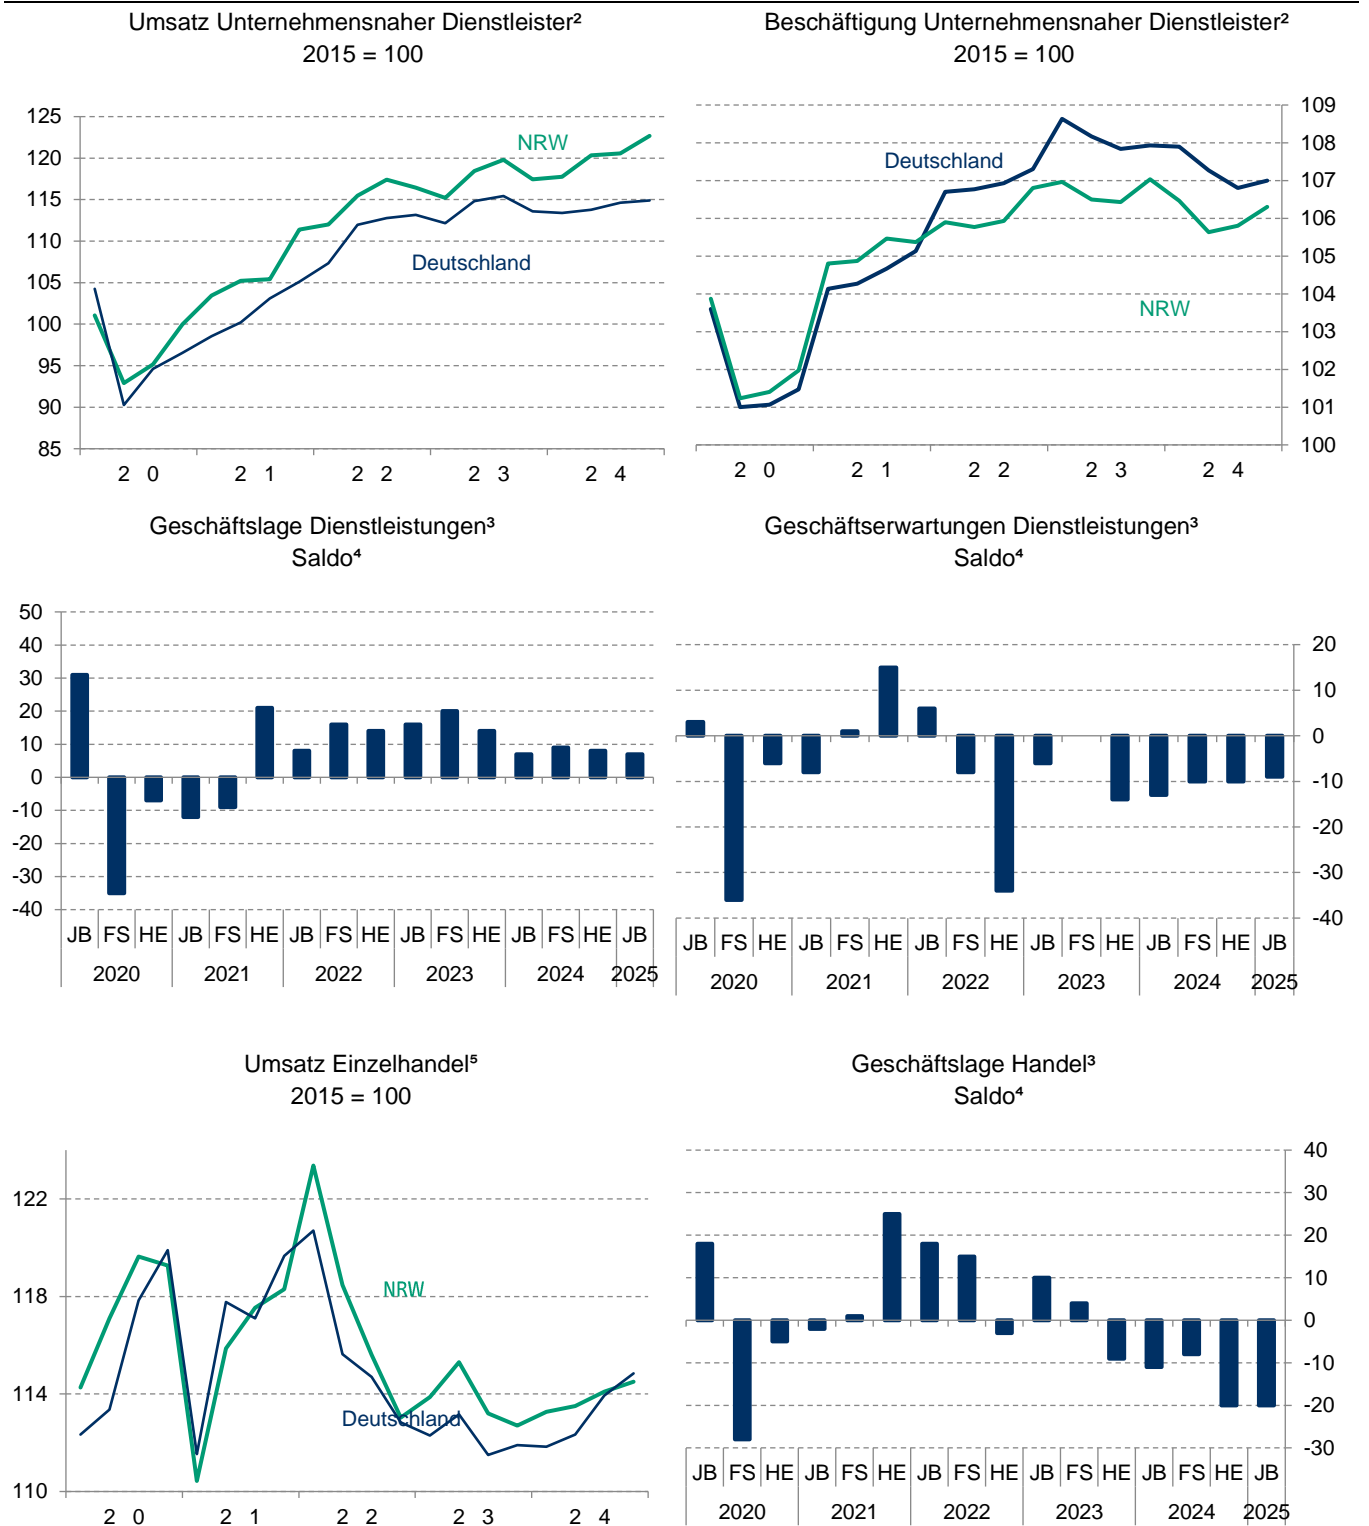 Umsatz Unternehmensnaher Dienstleister²
2015 = 100
125
120
115
110
105
100
95
90
85
NRW
Deutschland
2 0 2 1 2 2 2 3 2 4
Beschäftigung Unternehmensnaher Dienstleister²
2015 = 100
109
108
107
106
105
104
103
102
101
100
Deutschland
NRW
2 0 2 1 2 2 2 3 2 4
Geschäftslage Dienstleistungen³
Saldo⁴
50
40
30
20
10
0
-10
-20
-30
-40
JB FS HE JB FS HE JB FS HE JB FS HE JB FS HE JB
2020 2021 2022 2023 2024 2025
Geschäftserwartungen Dienstleistungen³
Saldo⁴
20
10
0
-10
-20
-30
-40
JB FS HE JB FS HE JB FS HE JB FS HE JB FS HE JB
2020 2021 2022 2023 2024 2025
Umsatz Einzelhandel⁵
2015 = 100
122
118
114
110
NRW
Deutschland
2 0 2 1 2 2 2 3 2 4
Geschäftslage Handel³
Saldo⁴
40
30
20
10
0
-10
-20
-30
JB FS HE JB FS HE JB FS HE JB FS HE JB FS HE JB
2020 2021 2022 2023 2024 2025